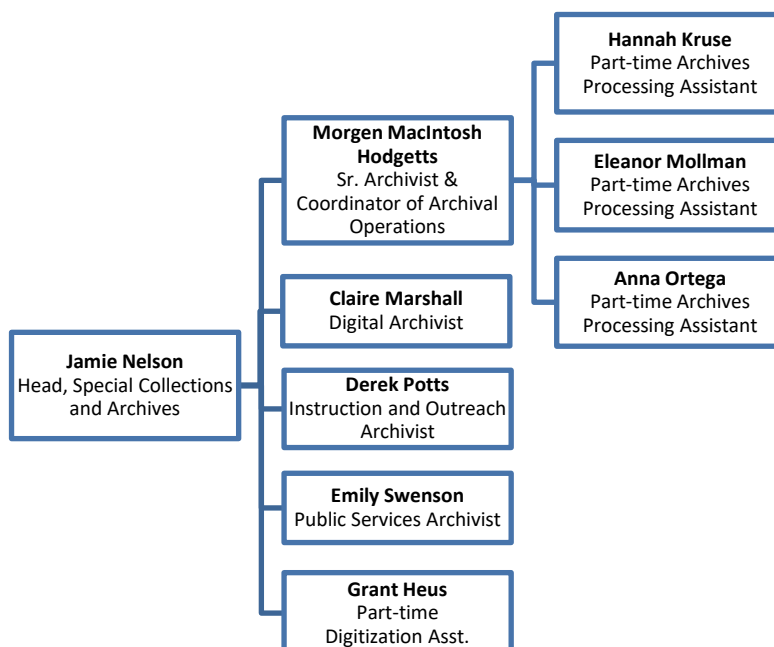 Jamie Nelson
Head, Special Collections
and Archives
Morgen MacIntosh
Hodgetts
Sr. Archivist &
Coordinator of Archival
Operations
Hannah Kruse
Part-time Archives
Processing Assistant
Eleanor Mollman
Part-time Archives
Processing Assistant
Anna Ortega
Part-time Archives
Processing Assistant
Claire Marshall
Digital Archivist
Derek Potts
Instruction and Outreach
Archivist
Emily Swenson
Public Services Archivist
Grant Heus
Part-time
Digitization Asst.